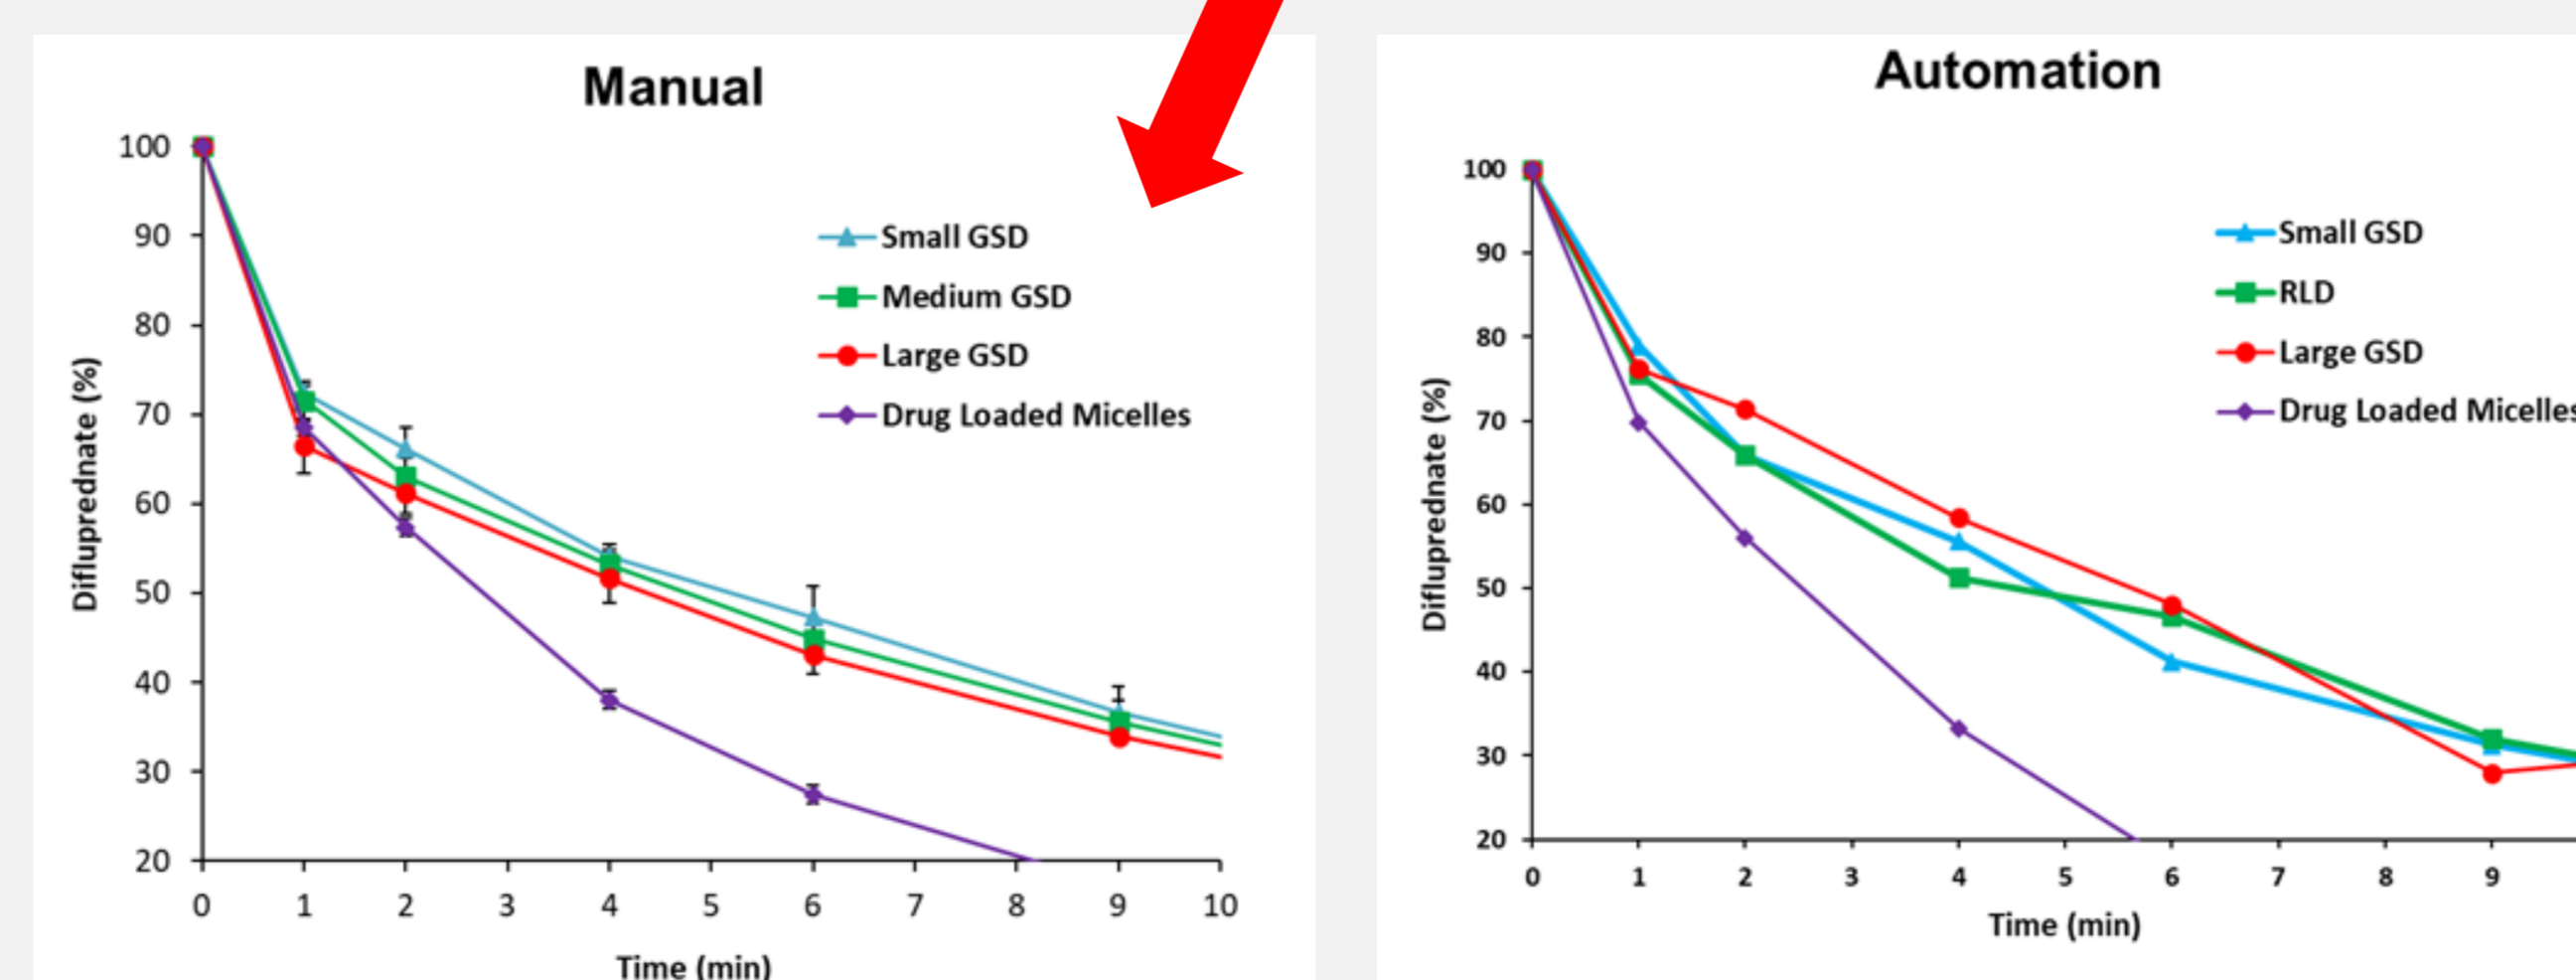 Manual
100
90
80
70
60
50
40
30
20
Difluprednate (%)
Small GSD
Medium GSD
Large GSD
Drug Loaded Micelles
0 1 2 3 4 5 6 7 8 9 10
Time (min)
Automation
100
90
80
70
60
50
40
30
20
Difluprednate (%)
Small GSD
RLD
Large GSD
Drug Loaded Micelles
0 1 2 3 4 5 6 7 8 9
Time (min)